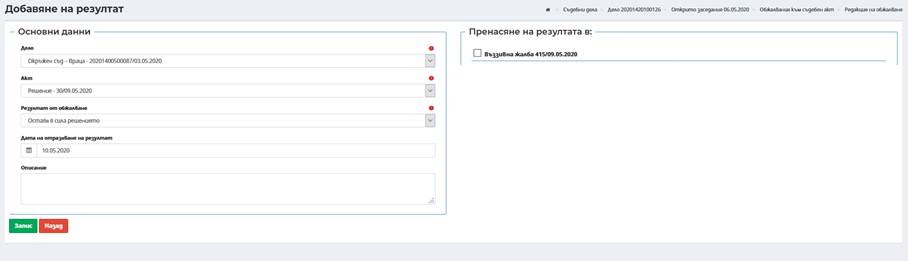 Добавяне на резултат
Съдебни дела
Дело 20201420100126
Открито заседание 06.05.2020
Обжалвания към съдебен акт
Редакция на обжалване
Основни данни
Дело
Окръжен съд – Враца - 20201400500087/03.05.2020
Акт
Решение - 30/09.05.2020
Резултат от обжалване
Оставя в сила решението
Дата на отразяване на резултат
10.05.2020
Описание
Запис Назад
Пренасяне на резултата в:
Въззивна жалба 415/09.05.2020